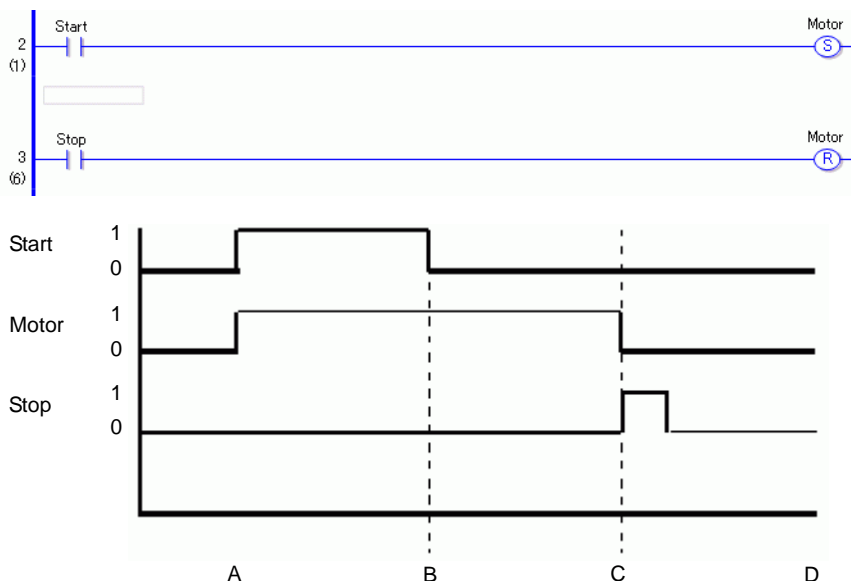 Start Motor
2 S
(1)
Stop Motor
3 R
(6)
Start 1
0
Motor 1
0
Stop 1
0
A B C D